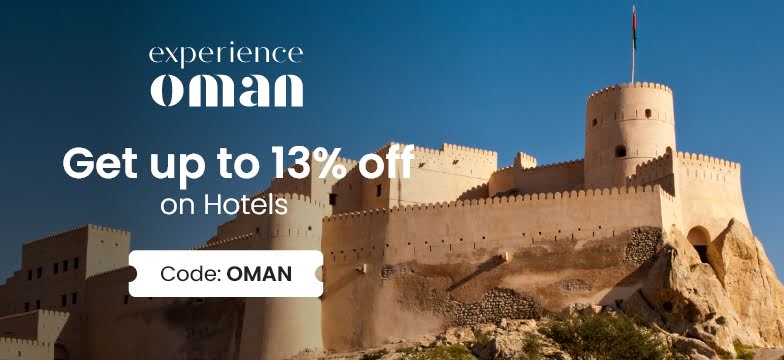 experience
oman
Get up to 13% off
on Hotels
Code: OMAN